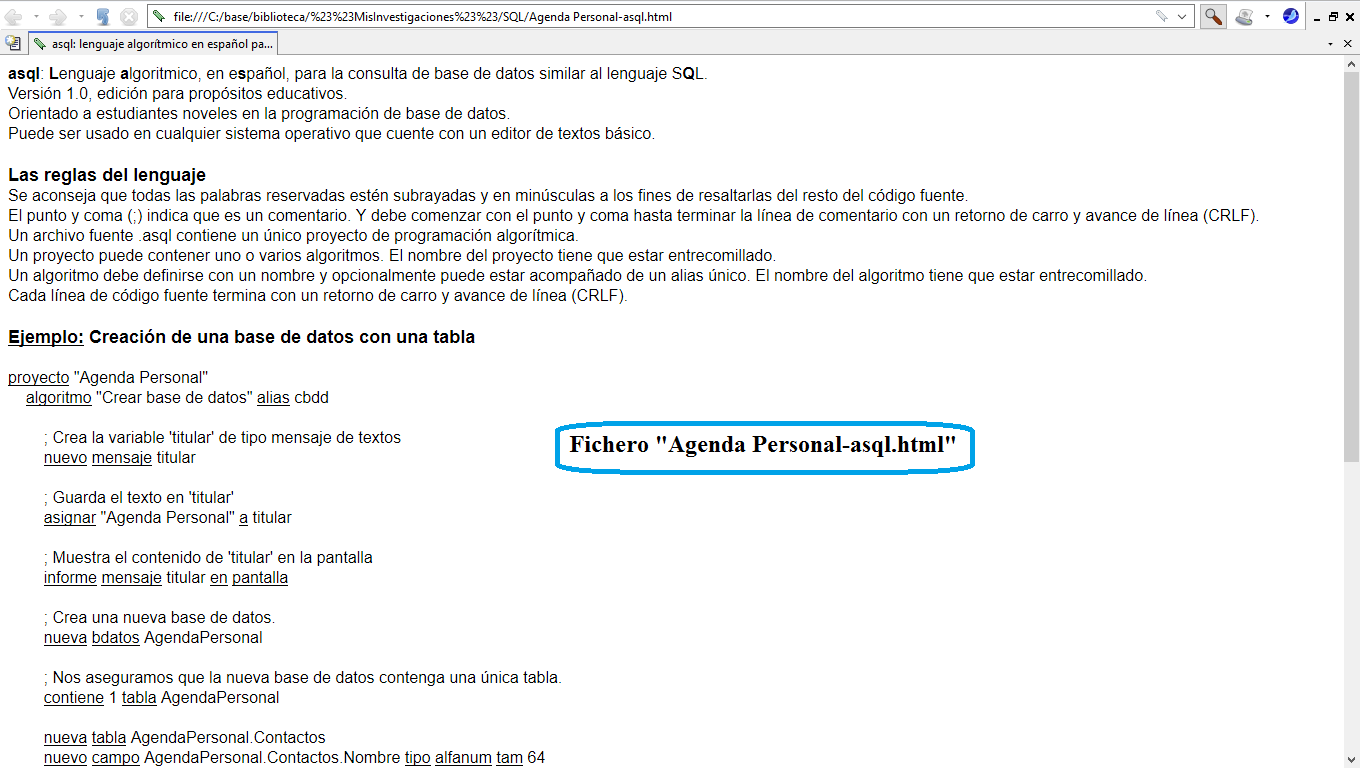 file:///C:/base/biblioteca/%23%23MisInvestigaciones%23%23/SQL/Agenda Personal-asql.html
asql: lenguaje algorítmico en español pa...
asql: Lenguaje algoritmico, en español, para la consulta de base de datos similar al lenguaje SQL.
Versión 1.0, edición para propósitos educativos.
Orientado a estudiantes noveles en la programación de base de datos.
Puede ser usado en cualquier sistema operativo que cuente con un editor de textos básico.
Las reglas del lenguaje
Se aconseja que todas las palabras reservadas estén subrayadas y en minúsculas a los fines de resaltarlas del resto del código fuente.
El punto y coma (;) indica que es un comentario. Y debe comenzar con el punto y coma hasta terminar la línea de comentario con un retorno de carro y avance de línea (CRLF).
Un archivo fuente .asql contiene un único proyecto de programación algorítmica.
Un proyecto puede contener uno o varios algoritmos. El nombre del proyecto tiene que estar entrecomillado.
Un algoritmo debe definirse con un nombre y opcionalmente puede estar acompañado de un alias único. El nombre del algoritmo tiene que estar entrecomillado.
Cada línea de código fuente termina con un retorno de carro y avance de línea (CRLF).
Ejemplo: Creación de una base de datos con una tabla
proyecto "Agenda Personal"
algoritmo "Crear base de datos" alias cbdd
; Crea la variable 'titular' de tipo mensaje de textos
nuevo mensaje titular
Fichero "Agenda Personal-asql.html"
; Guarda el texto en 'titular'
asignar "Agenda Personal" a titular
; Muestra el contenido de 'titular' en la pantalla
informe mensaje titular en pantalla
; Crea una nueva base de datos.
nueva bdatos AgendaPersonal
; Nos aseguramos que la nueva base de datos contenga una única tabla.
contiene 1 tabla AgendaPersonal
nueva tabla AgendaPersonal.Contactos
nuevo campo AgendaPersonal.Contactos.Nombre tipo alfanum tam 64